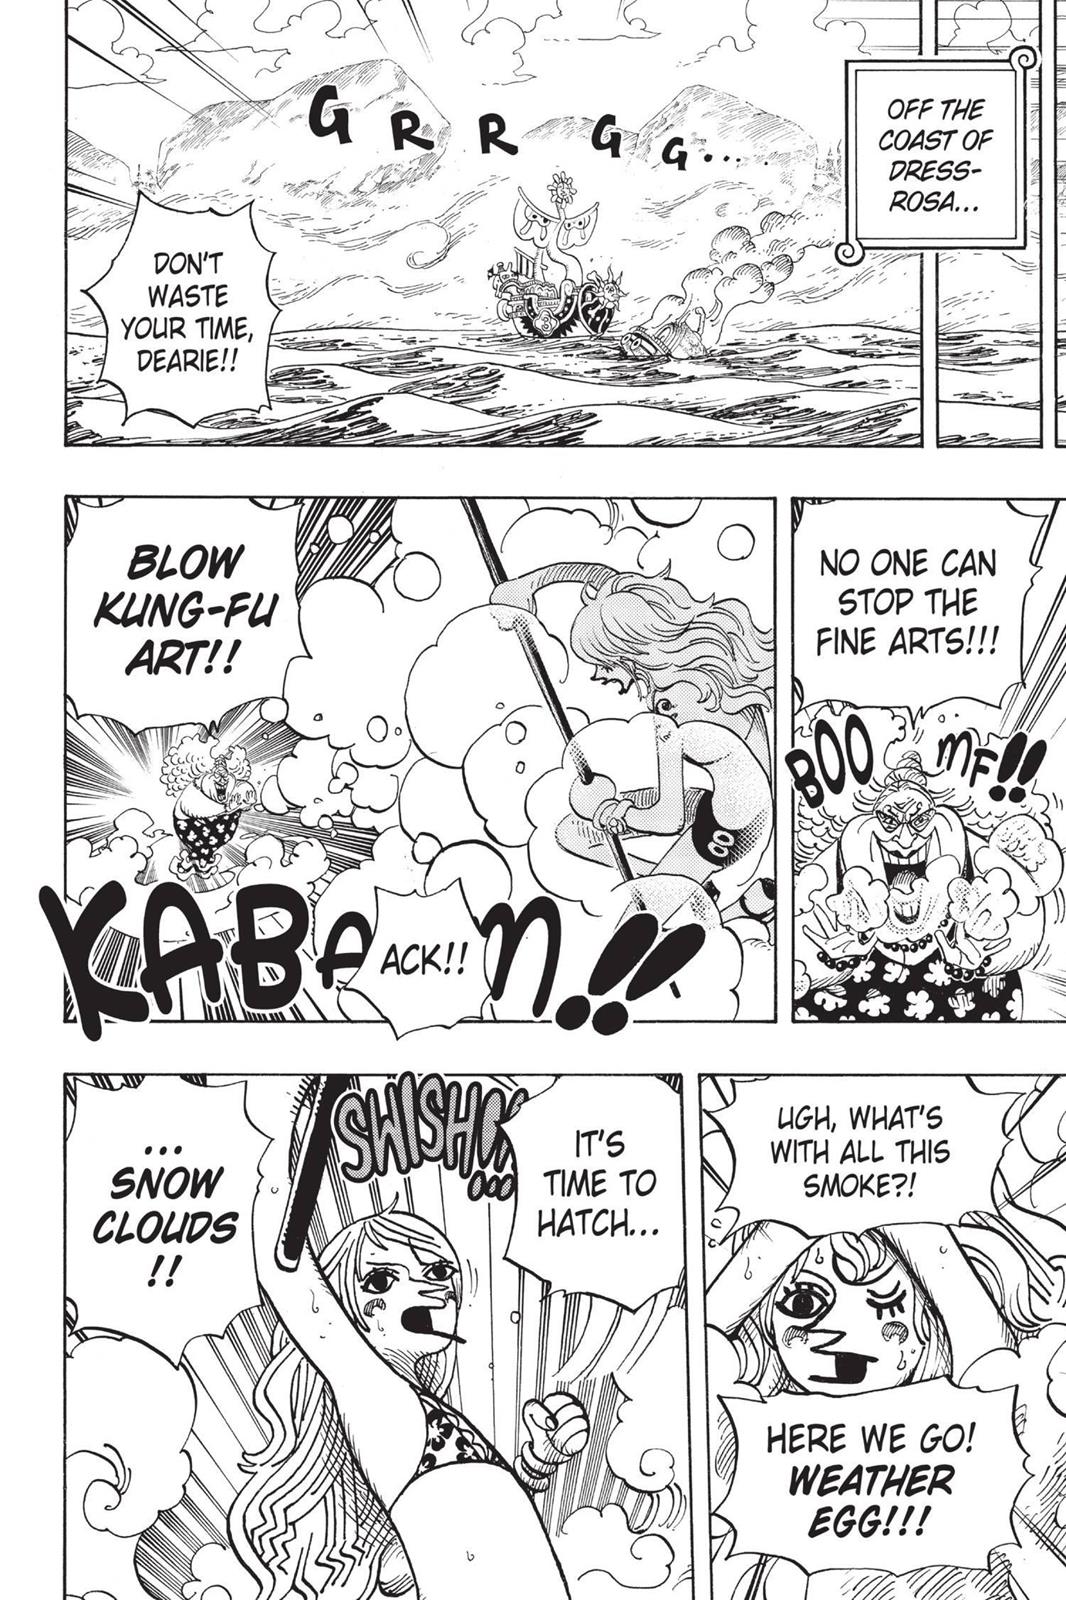 OFF THE
COAST OF
DRESS-
ROSA...
GRRGG....
DON'T
WASTE
YOUR TIME,
DEARIE!!
NO ONE CAN
STOP THE
FINE ARTS!!!
BOO MF!!
BLOW
KUNG-FU
ART!!
ACK!!
UGH, WHAT'S
WITH ALL THIS
SMOKE?!
HERE WE GO!
WEATHER
EGG!!!
IT'S
TIME TO
HATCH...
...
SNOW
CLOUDS
!!